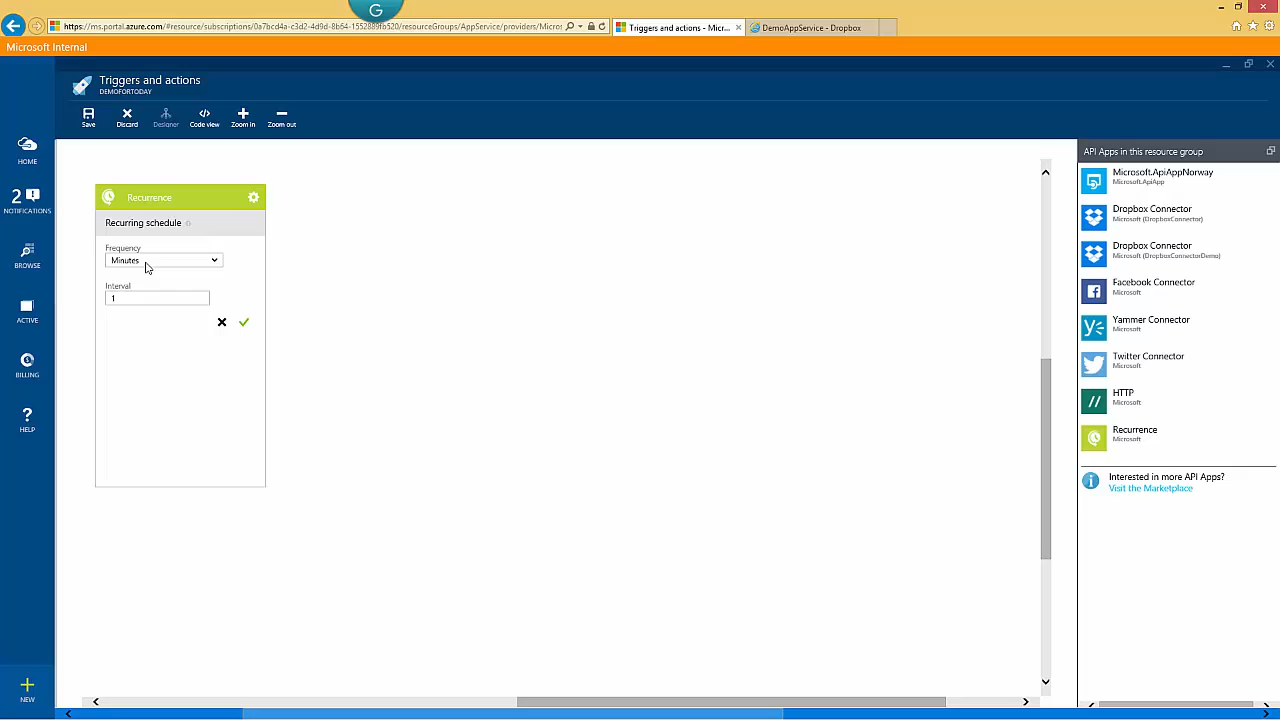 G
https://ms.portal.azure.com/#resource/subscriptions/0a7bcd4a-c3d2-4d9d-8b64-1552889fb520/resourceGroups/AppService/providers/Micros
Triggers and actions - Micr...
DemoAppService - Dropbox
Microsoft Internal
Triggers and actions
DEMOFORTODAY
Save
Discard
Designer
Code view
Zoom in
Zoom out
HOME
2
NOTIFICATIONS
BROWSE
ACTIVE
BILLING
HELP
NEW
Recurrence
Recurring schedule
Frequency
Minutes
Interval
1
API Apps in this resource group
Microsoft.ApiAppNorway
Microsoft.ApiApp
Dropbox Connector
Microsoft (DropboxConnector)
Dropbox Connector
Microsoft (DropboxConnectorDemo)
Facebook Connector
Microsoft
Yammer Connector
Microsoft
Twitter Connector
Microsoft
HTTP
Microsoft
Recurrence
Microsoft
Interested in more API Apps?
Visit the Marketplace